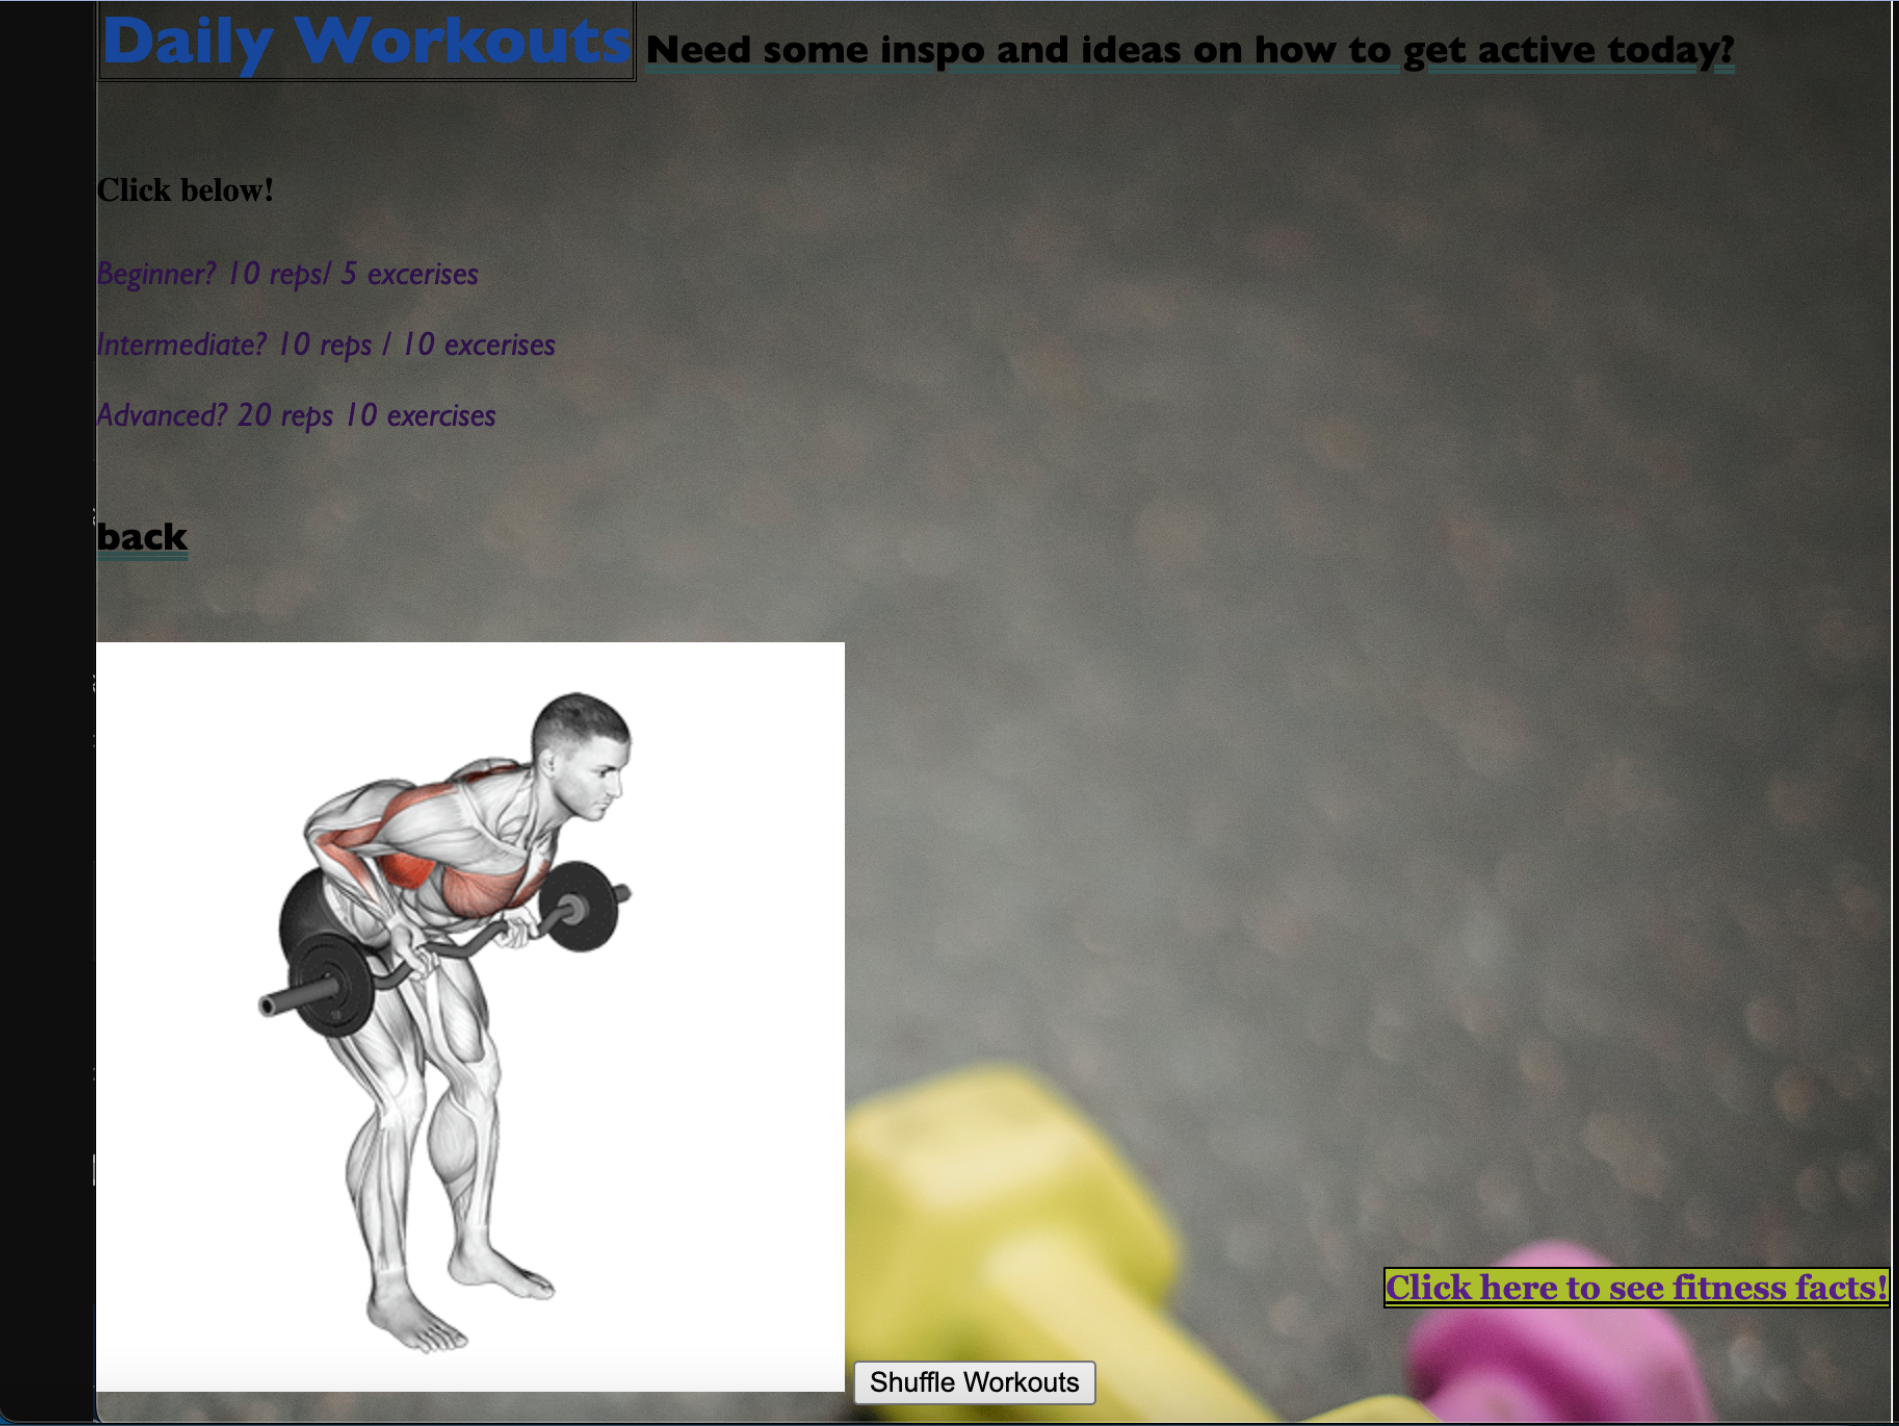 Daily Workouts Need some inspo and ideas on how to get active today?
Click below!
Beginner? 10 reps/ 5 excerises
Intermediate? 10 reps / 10 excerises
Advanced? 20 reps 10 exercises
back
Click here to see fitness facts!
Shuffle Workouts